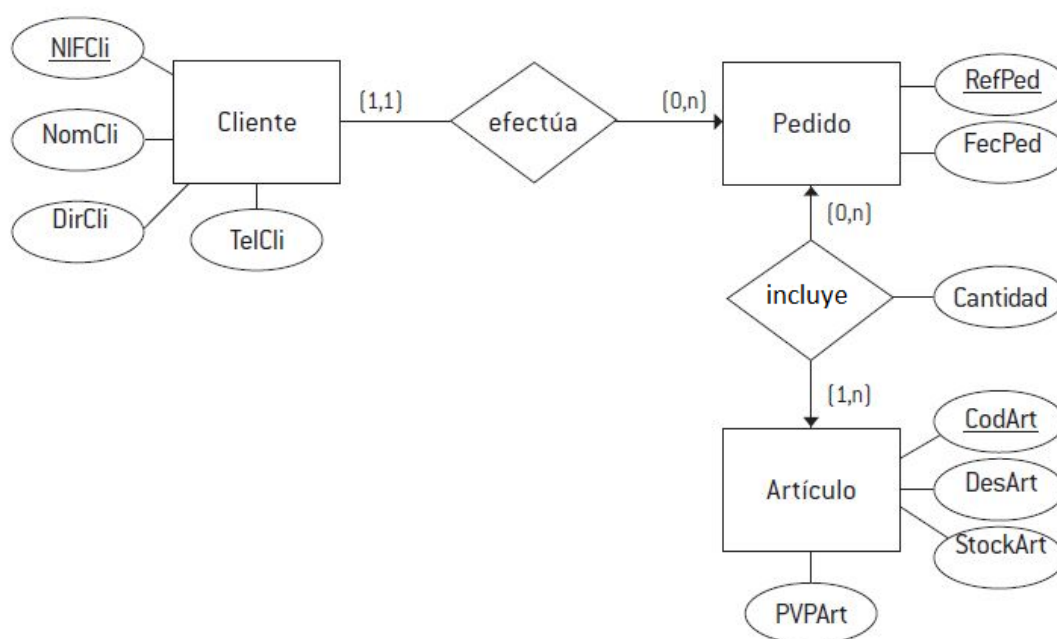 NIFCli
NomCli
DirCli
TelCli
Cliente
(1,1)
efectúa
(0,n)
Pedido
RefPed
FecPed
(0,n)
incluye
Cantidad
(1,n)
Artículo
CodArt
DesArt
StockArt
PVPArt